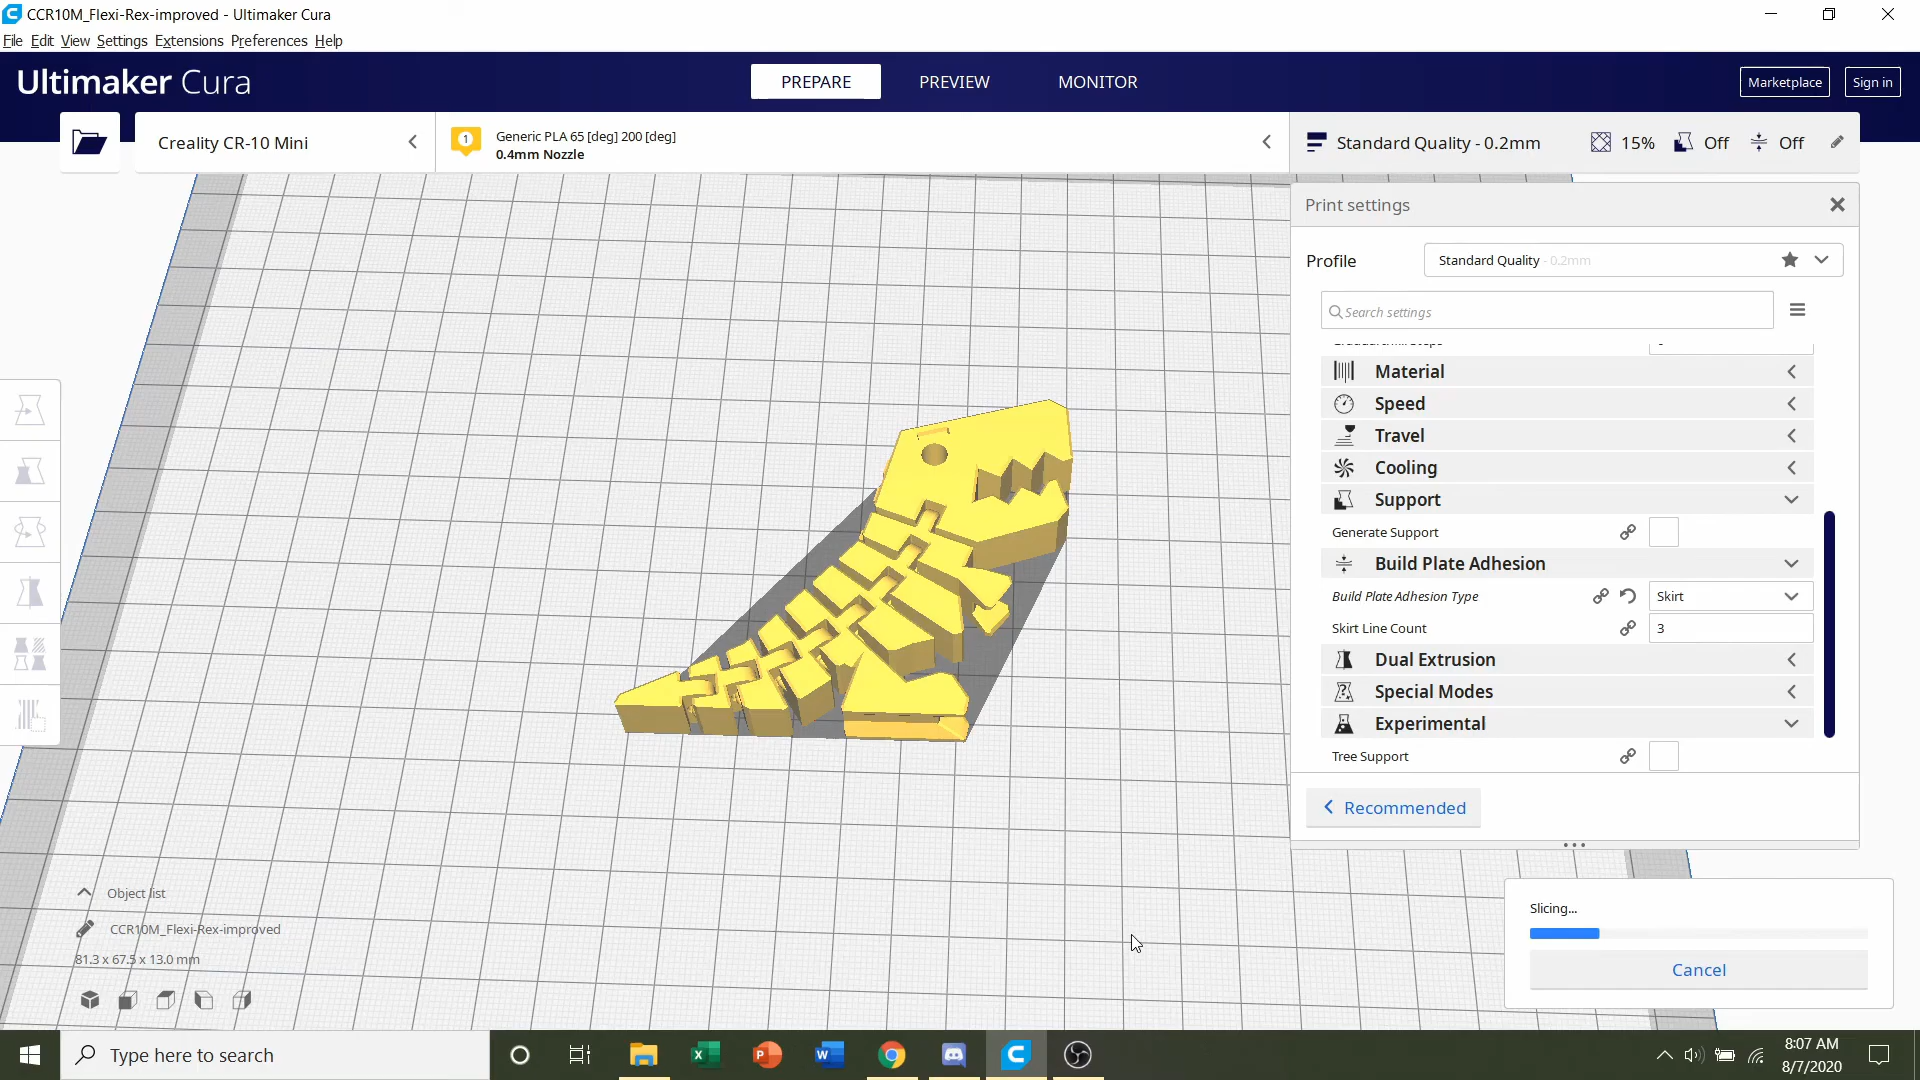 CCR10M_Flexi-Rex-improved - Ultimaker Cura
File Edit View Settings Extensions Preferences Help
Ultimaker Cura
PREPARE
PREVIEW
MONITOR
Marketplace
Sign in
Creality CR-10 Mini
1
Generic PLA 65 [deg] 200 [deg]
0.4mm Nozzle
Standard Quality - 0.2mm
15%
Off
Off
Print settings
Profile
Standard Quality - 0.2mm
Search settings
Material
Speed
Travel
Cooling
Support
Generate Support
Build Plate Adhesion
Build Plate Adhesion Type
Skirt
Skirt Line Count
3
Dual Extrusion
Special Modes
Experimental
Tree Support
Recommended
Object list
CCR10M_Flexi-Rex-improved
81.3 x 67.5 x 13.0 mm
Slicing...
Cancel
Type here to search
8:07 AM
8/7/2020